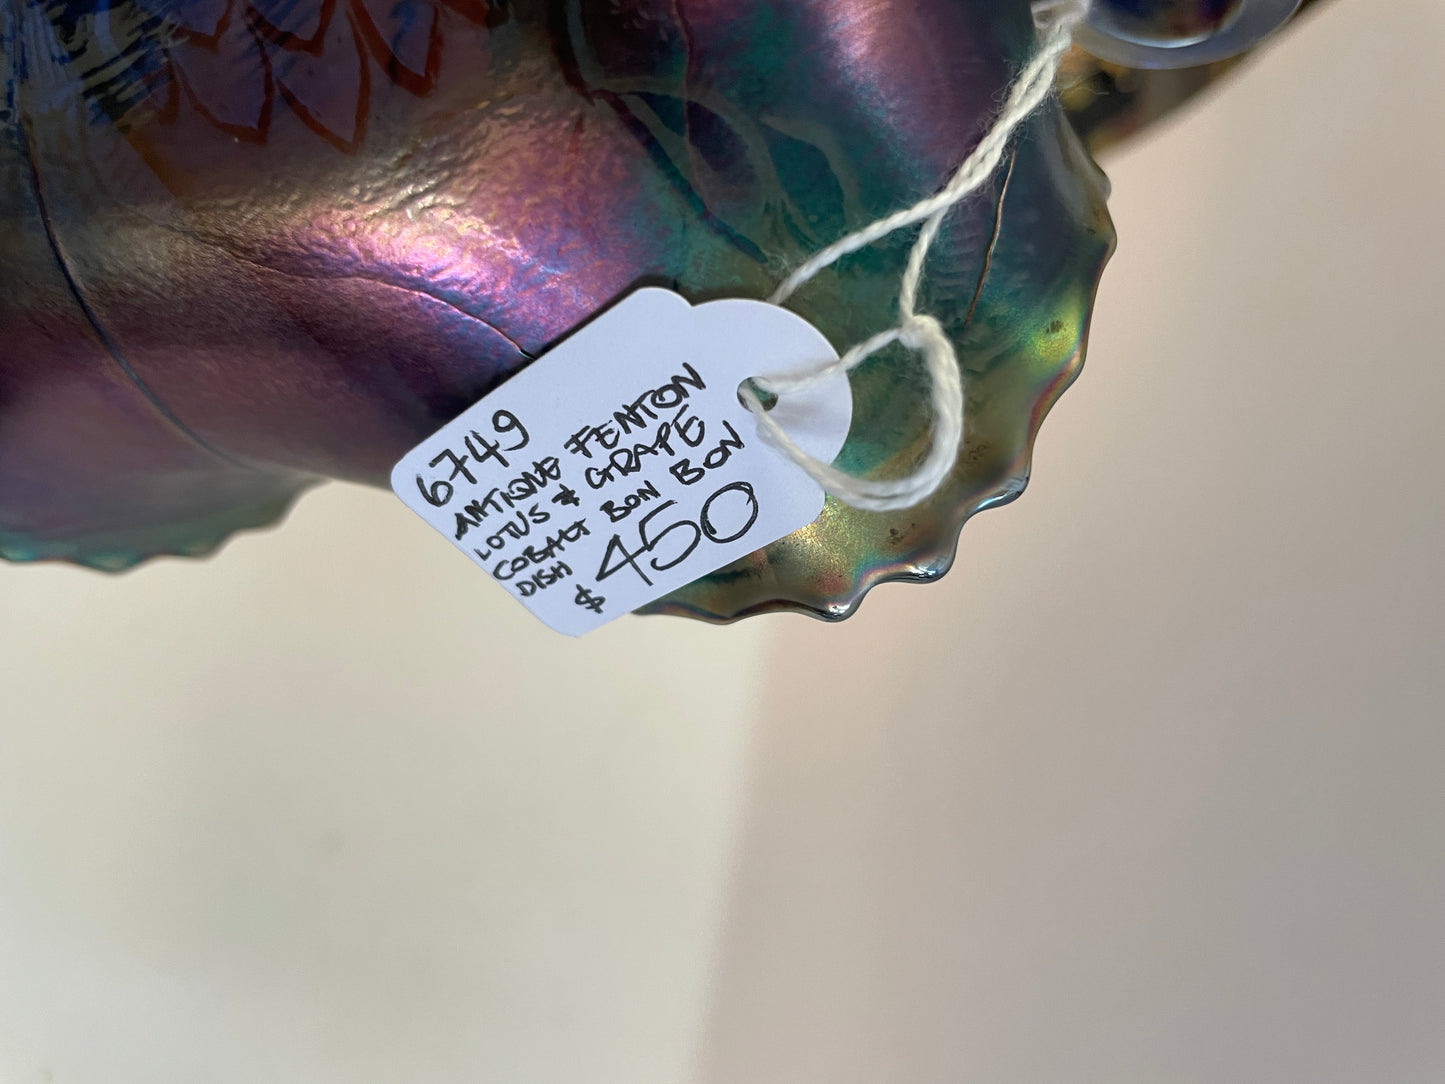 6749
ANTIQUE FENTON
LOTUS & GRAPE
COBALT BON BON
DISH
$450